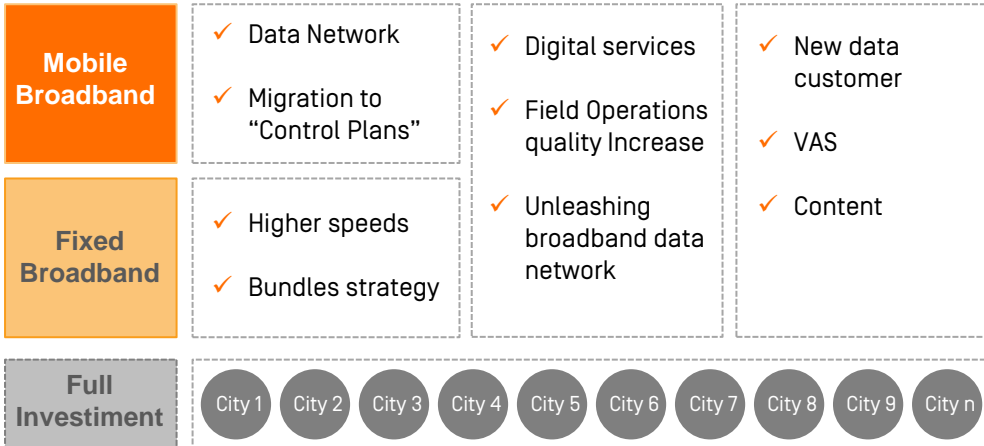 Mobile
Broadband
Data Network
Migration to
“Control Plans”
Digital services
Field Operations
quality Increase
Unleashing
broadband data
network
New data
customer
VAS
Content
Fixed
Broadband
Higher speeds
Bundles strategy
Full
Investiment
City 1
City 2
City 3
City 4
City 5
City 6
City 7
City 8
City 9
City n